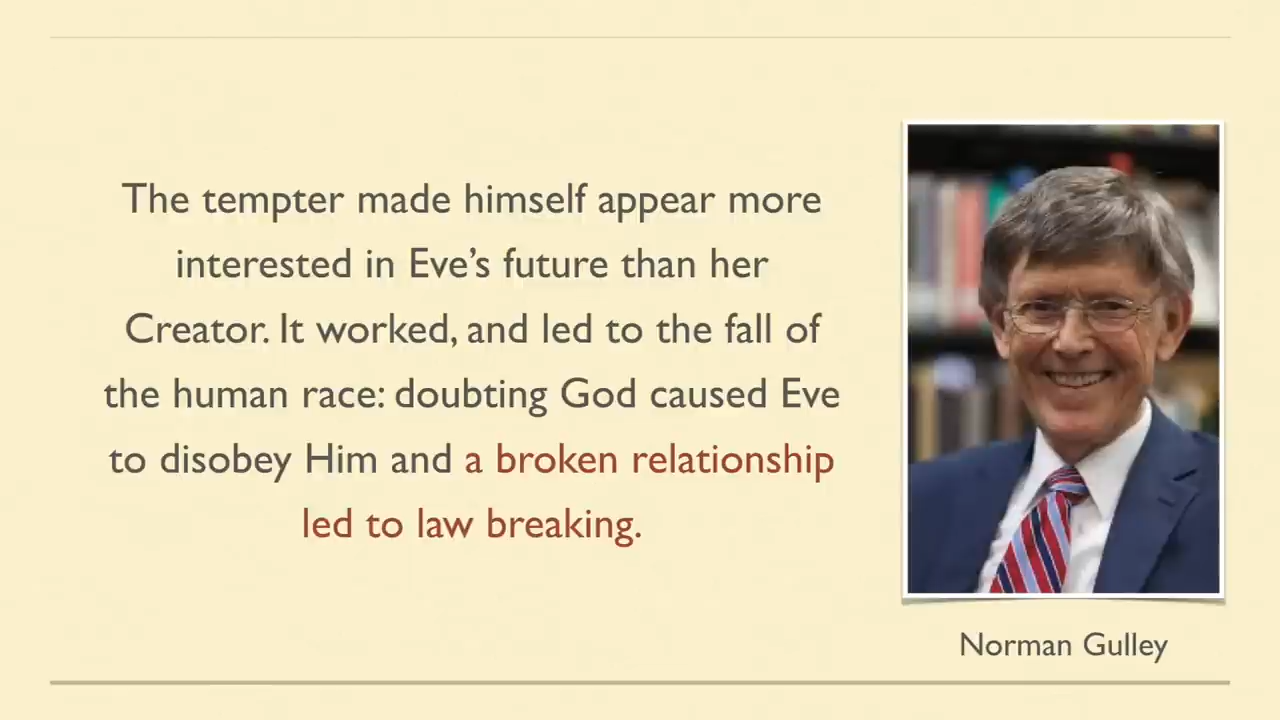 The tempter made himself appear more
interested in Eve’s future than her
Creator. It worked, and led to the fall of
the human race: doubting God caused Eve
to disobey Him and a broken relationship
led to law breaking.
Norman Gulley